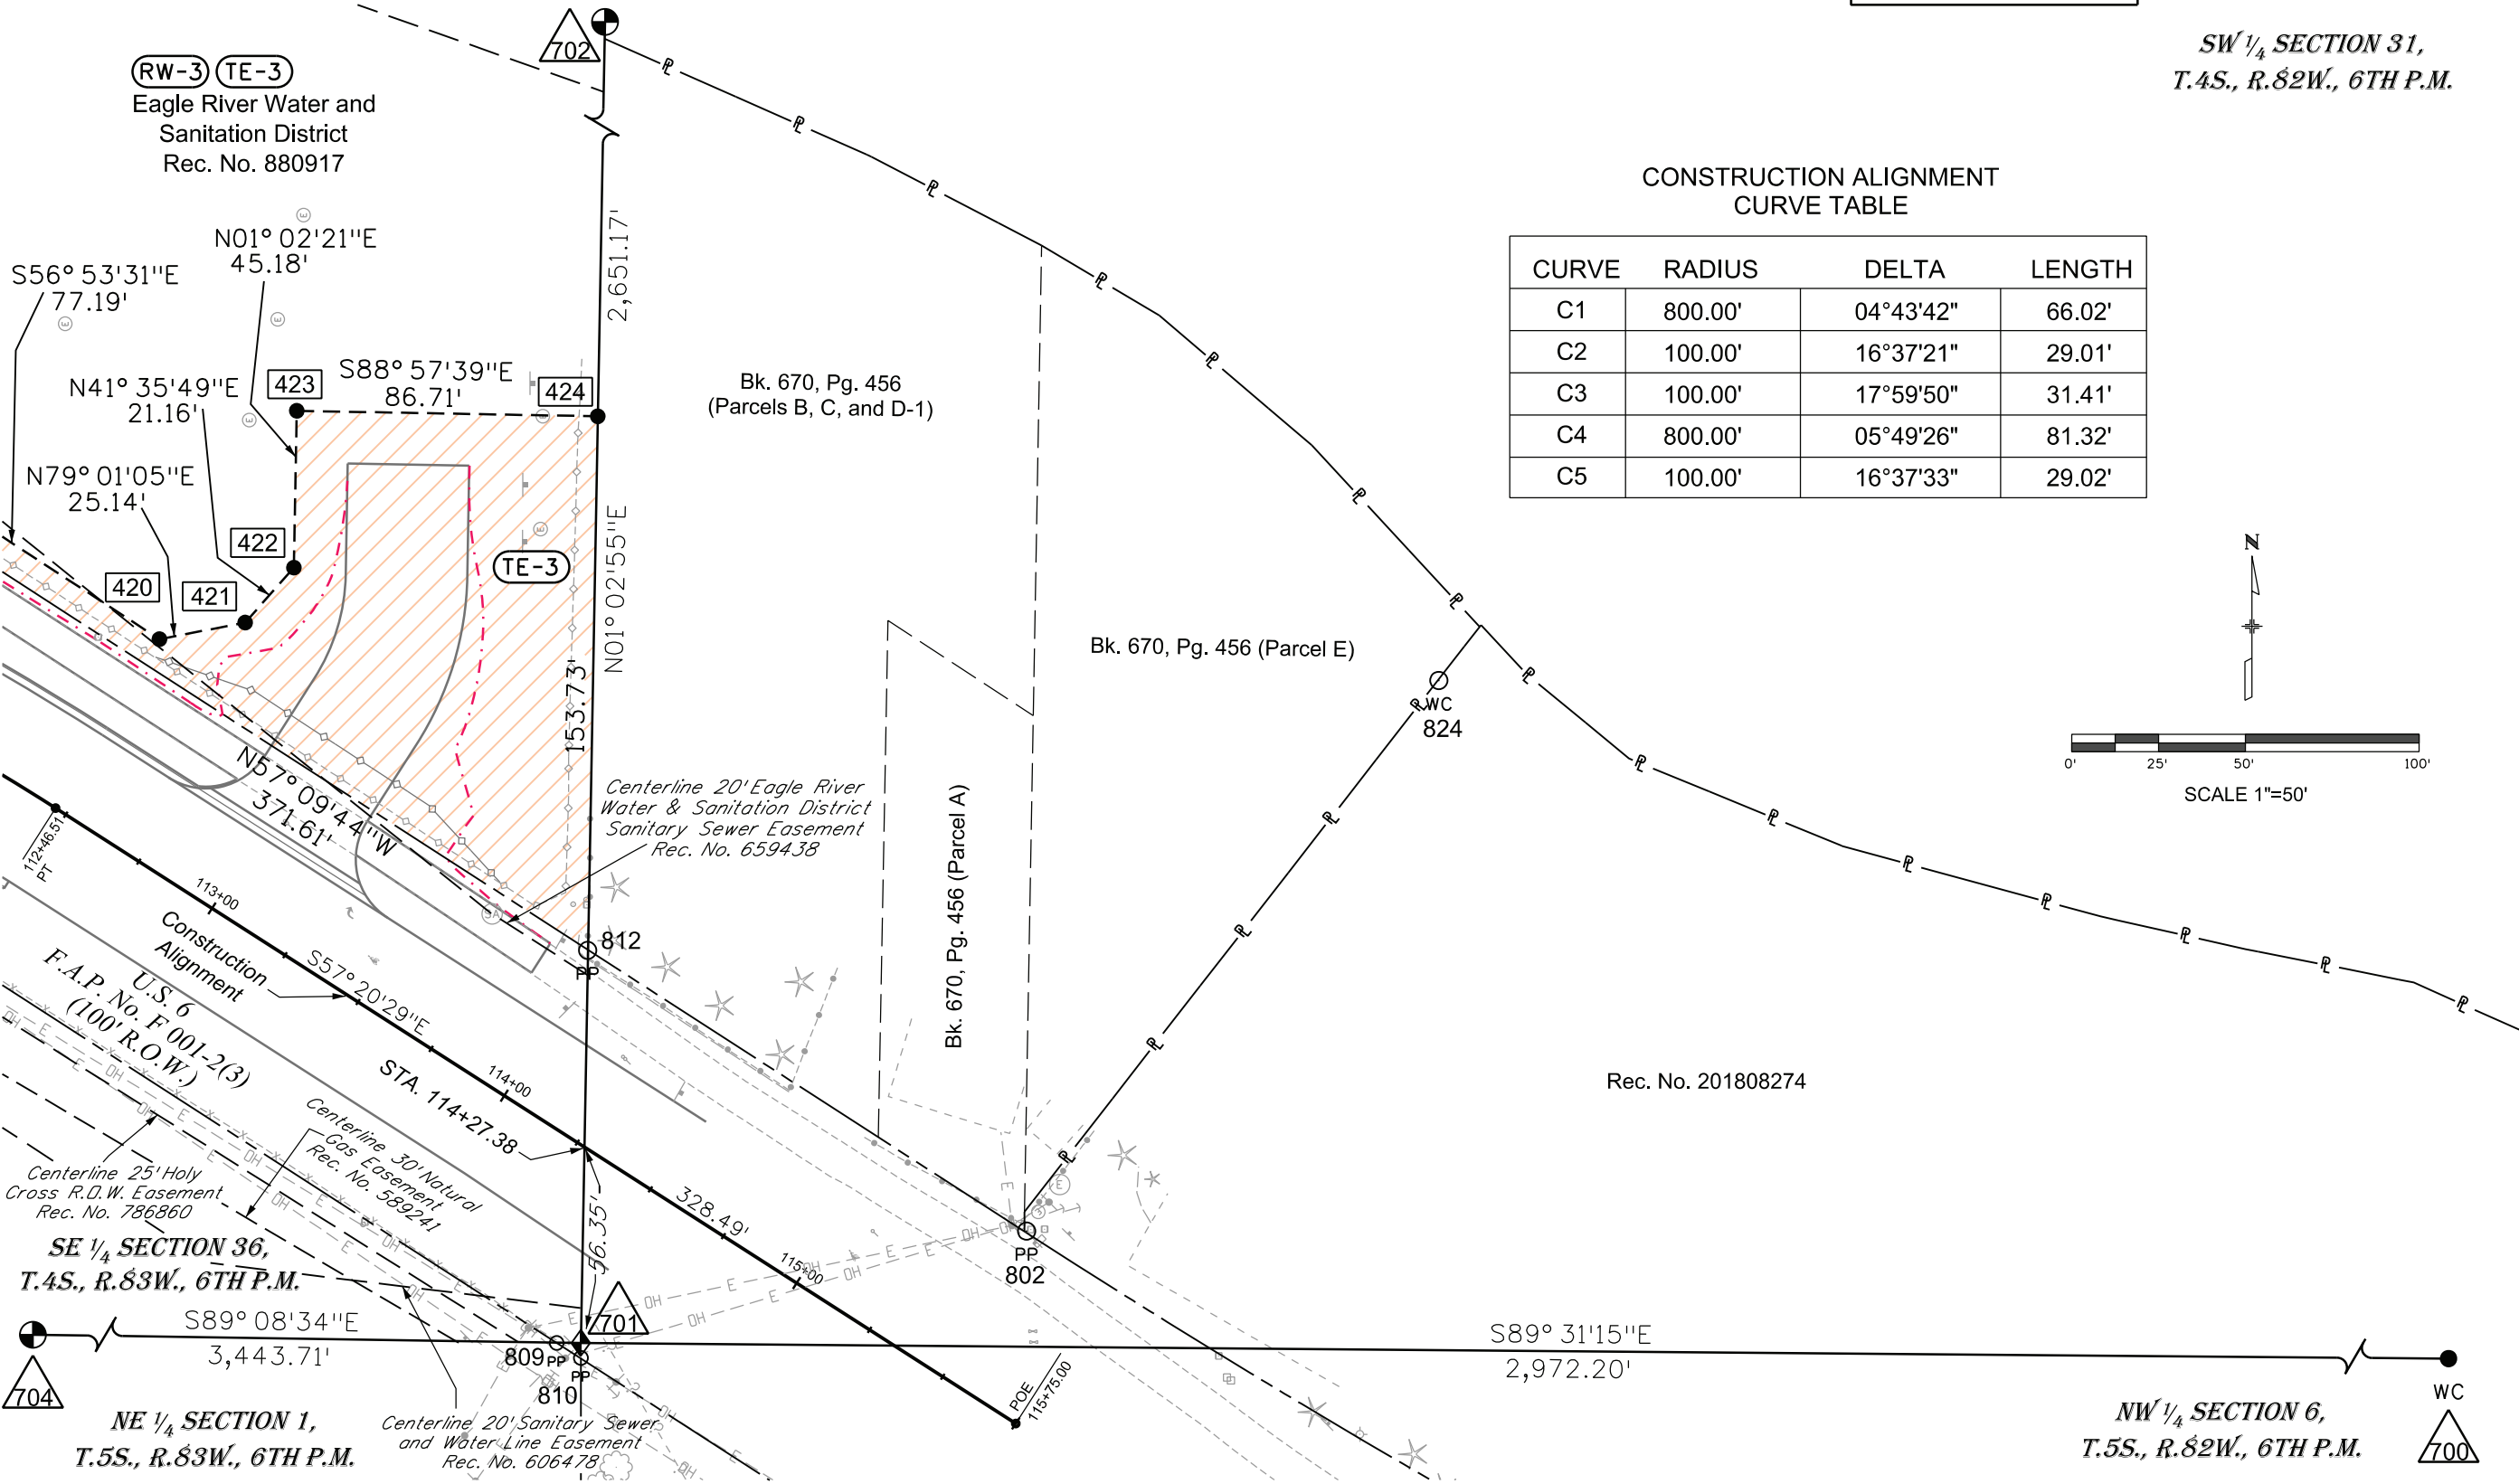 702
SW 1/4 SECTION 31,
T.4S., R.82W., 6TH P.M.
RW-3 TE-3
Eagle River Water and
Sanitation District
Rec. No. 880917
N01° 02'21"E
45.18'
S56° 53'31"E
77.19'
N41° 35'49"E
21.16'
N79° 01'05"E
25.14'
423
S88° 57'39"E
86.71'
424
422
420
421
TE-3
2,651.17'
N01° 02'55"E
153.73'
Bk. 670, Pg. 456
(Parcels B, C, and D-1)
CONSTRUCTION ALIGNMENT
CURVE TABLE
CURVE RADIUS DELTA LENGTH
C1 800.00' 04°43'42" 66.02'
C2 100.00' 16°37'21" 29.01'
C3 100.00' 17°59'50" 31.41'
C4 800.00' 05°49'26" 81.32'
C5 100.00' 16°37'33" 29.02'
N
0' 25' 50' 100'
SCALE 1"=50'
Bk. 670, Pg. 456 (Parcel E)
WC
824
Bk. 670, Pg. 456 (Parcel A)
N57° 09'44"W
371.61'
Centerline 20' Eagle River
Water & Sanitation District
Sanitary Sewer Easement
Rec. No. 659438
812
PP
112+46.51
PT
113+00
Construction
Alignment
S57° 20'29"E
114+00
STA. 114+27.38
U.S. 6
F.A.P. No. F 001-2(3)
(100' R.O.W.)
Centerline 30' Natural
Gas Easement
Rec. No. 589241
Centerline 25' Holy
Cross R.O.W. Easement
Rec. No. 786860
56.35'
328.49'
115+00
PP
802
Rec. No. 201808274
SE 1/4 SECTION 36,
T.4S., R.83W., 6TH P.M.
S89° 08'34"E
3,443.71'
704
701
809 PP
PP
810
S89° 31'15"E
2,972.20'
POE
115+75.00
NE 1/4 SECTION 1,
T.5S., R.83W., 6TH P.M.
Centerline 20' Sanitary Sewer
and Water Line Easement
Rec. No. 606478
NW 1/4 SECTION 6,
T.5S., R.82W., 6TH P.M.
WC
700